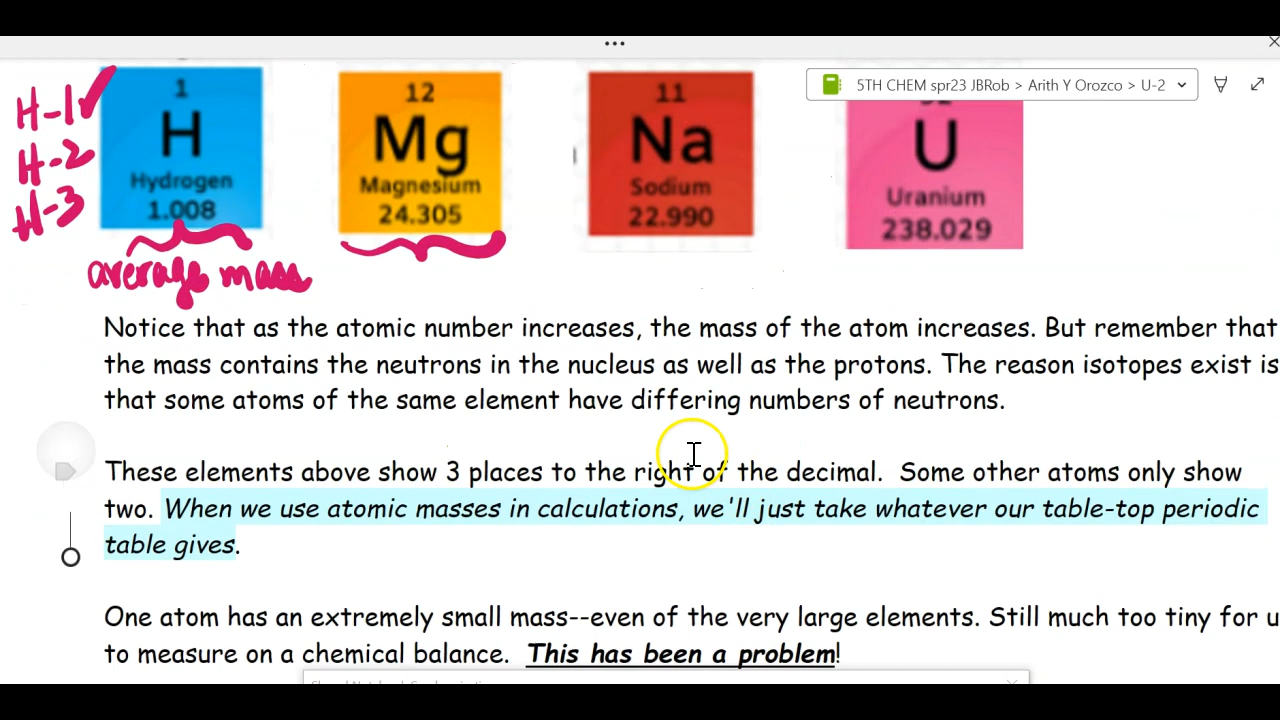 •••
5TH CHEM spr23 JBRob > Arith Y Orozco > U-2
H-1✓
H-2
H-3
1
H
Hydrogen
1.008
12
Mg
Magnesium
24.305
11
Na
Sodium
22.990
U
Uranium
238.029
average mass
Notice that as the atomic number increases, the mass of the atom increases. But remember that
the mass contains the neutrons in the nucleus as well as the protons. The reason isotopes exist is
that some atoms of the same element have differing numbers of neutrons.
These elements above show 3 places to the right of the decimal. Some other atoms only show
two. When we use atomic masses in calculations, we'll just take whatever our table-top periodic
table gives.
One atom has an extremely small mass--even of the very large elements. Still much too tiny for u
to measure on a chemical balance. This has been a problem!